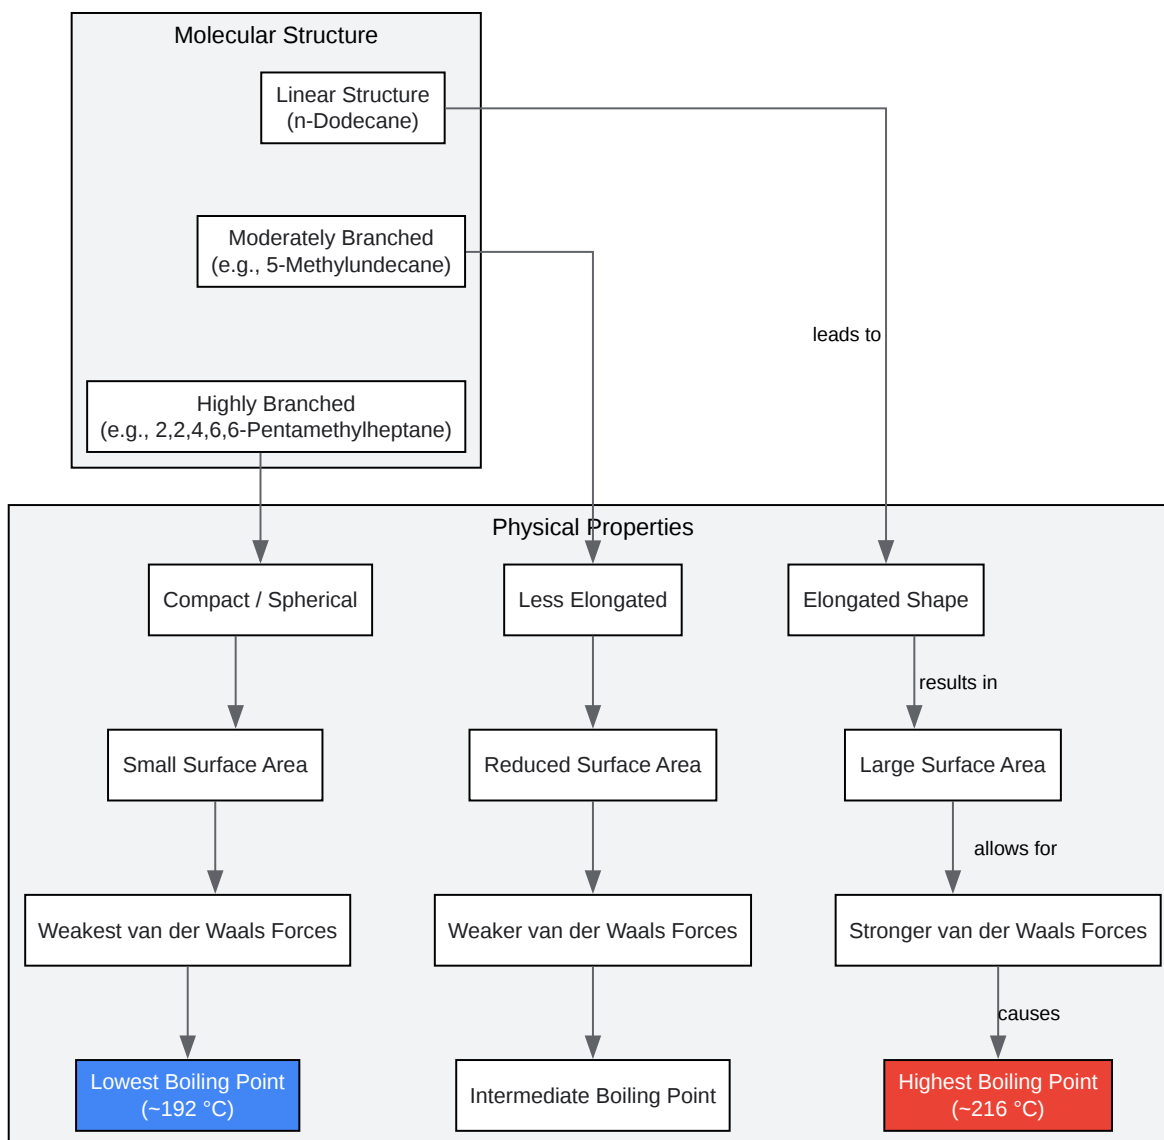 Molecular Structure
Linear Structure
(n-Dodecane)
Moderately Branched
(e.g., 5-Methylundecane)
leads to
Highly Branched
(e.g., 2,2,4,6,6-Pentamethylheptane)
Physical Properties
Compact / Spherical
Less Elongated
Elongated Shape
results in
Small Surface Area
Reduced Surface Area
Large Surface Area
allows for
Weakest van der Waals Forces
Weaker van der Waals Forces
Stronger van der Waals Forces
causes
Lowest Boiling Point
(~192 °C)
Intermediate Boiling Point
Highest Boiling Point
(~216 °C)